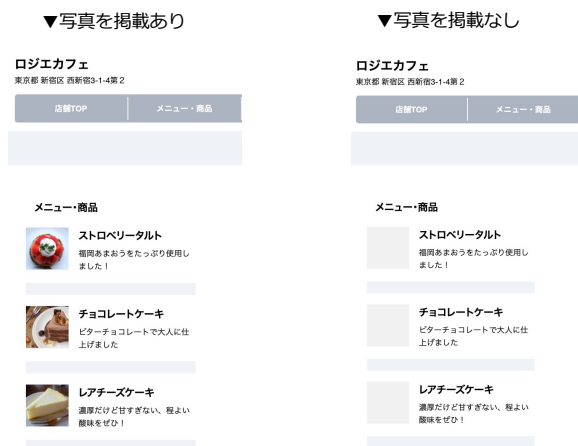 ▼写真を掲載あり
ロジエカフェ
東京都 新宿区 西新宿3-1-4第２
店舗TOP
メニュー・商品
メニュー・商品
ストロベリータルト
福岡あまおうをたっぷり使用し
ました！
チョコレートケーキ
ビターチョコレートで大人に仕
上げました
レアチーズケーキ
濃厚だけど甘すぎない、程よい
酸味をぜひ！
▼写真を掲載なし
ロジエカフェ
東京都 新宿区 西新宿3-1-4第２
店舗TOP
メニュー・商品
メニュー・商品
ストロベリータルト
福岡あまおうをたっぷり使用し
ました！
チョコレートケーキ
ビターチョコレートで大人に仕
上げました
レアチーズケーキ
濃厚だけど甘すぎない、程よい
酸味をぜひ！